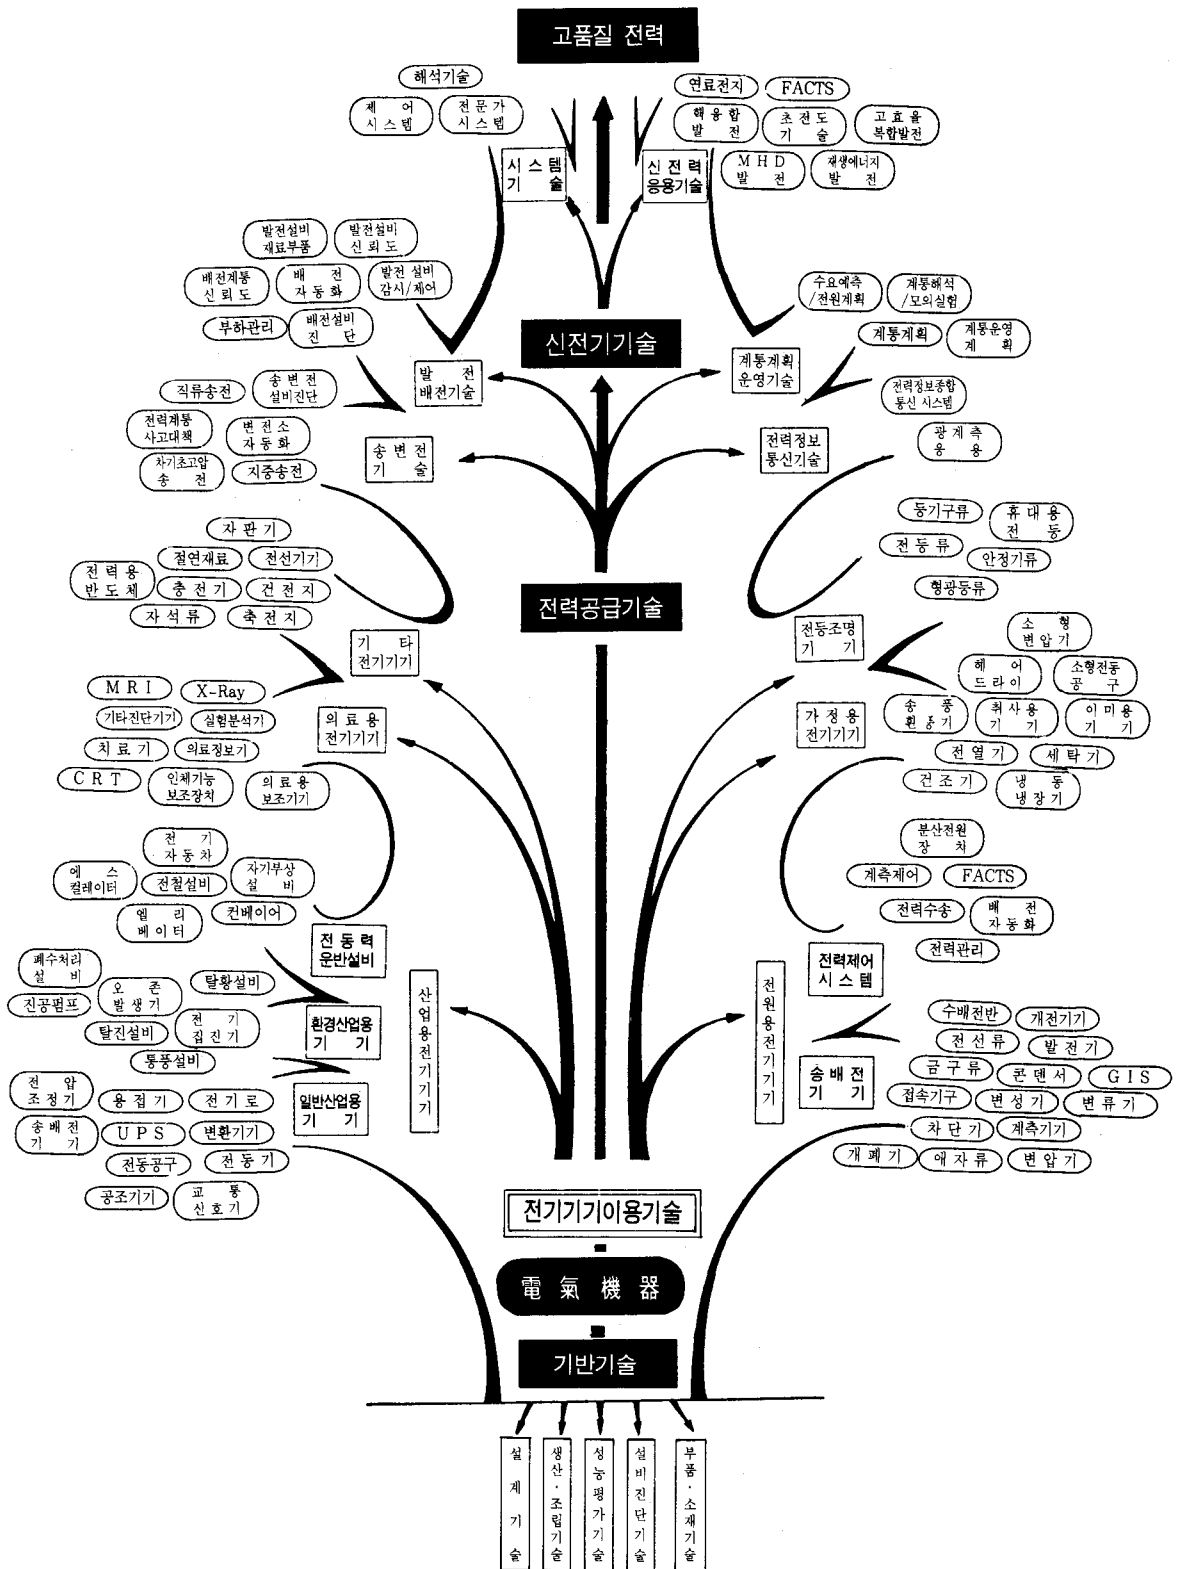 고품질 전력
해석기술
제 어
시스템
전문가
시스템
연료전지
FACTS
핵융합
발 전
초전도
기 술
고효율
복합발전
MHD
발 전
재생에너지
발 전
시스템
기 술
신전력
응용기술
발전설비
재료부품
발전설비
신뢰도
배전계통
신뢰도
배 전
자동화
발전 설비
감시/제어
부하관리
배전설비
진 단
수요예측
/전원계획
계통해석
/모의실험
계통계획
계통운영
계 획
신전기기술
발 전
배전기술
계통계획
운영기술
직류송전
송변전
설비진단
전력계통
사고대책
변전소
자동화
차기초고압
송 전
지중송전
전력정보종합
통신 시스템
광계측
응 용
송변전
기 술
전력정보
통신기술
자판기
절연재료
전선기기
전력용
반도체
충전기
건전지
자석류
축전지
등기구류
휴대용
전 등
전등류
안정기류
형광등류
전력공급기술
기 타
전기기기
전등조명
기 기
소 형
변압기
헤 어
드라이
소형전동
공 구
송 풍
환풍기
취사용
기 기
이미용
기 기
전열기
세탁기
건조기
냉 동
냉장기
MRI
X-Ray
기타진단기기
실험분석기
치료기
의료정보기
CRT
인체기능
보조장치
의료용
보조기기
의료용
전기기기
가정용
전기기기
전 기
자동차
에 스
컬레이터
전철설비
자기부상
설 비
엘 리
베이터
컨베이어
분산전원
장 치
계측제어
FACTS
전력수송
배 전
자동화
전력관리
전동력
운반설비
전력제어
시스템
폐수처리
설 비
오 존
발생기
탈황설비
진공펌프
탈진설비
전 기
집진기
통풍설비
환경산업용
기 기
산업용전기기기
전원용전기기기
수배전반
개전기기
전선류
발전기
금구류
콘덴서
GIS
접속기구
변성기
변류기
차단기
계측기기
개폐기
애자류
변압기
송배전
기 기
전 압
조정기
용접기
전기로
송배전
기 기
UPS
변환기기
전동공구
전동기
공조기기
교 통
신호기
일반산업용
기 기
전기기기이용기술
電氣機器
기반기술
설계기술
생산·조립기술
성능평가기술
설비진단기술
부품·소재기술